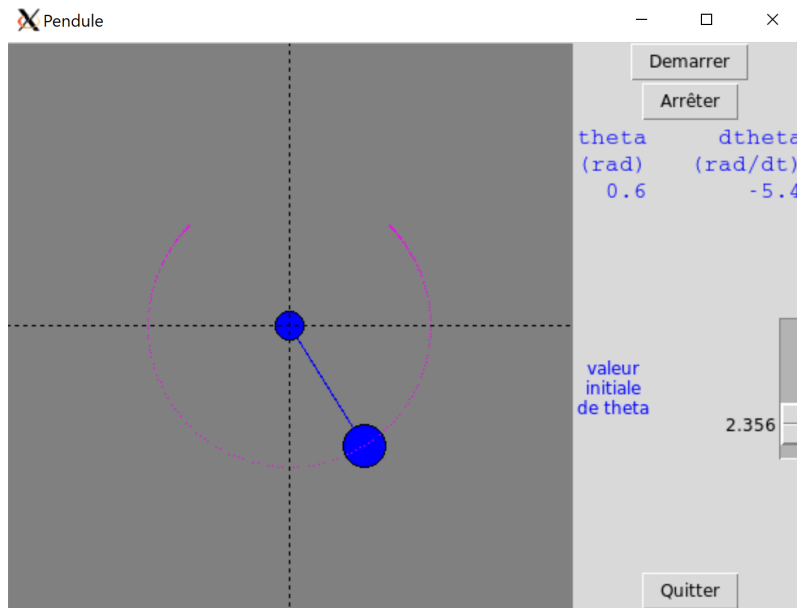 Pendule
Demarrer
Arrêter
theta dtheta
(rad) (rad/dt)
0.6 -5.4
valeur
initiale
de theta
2.356
Quitter